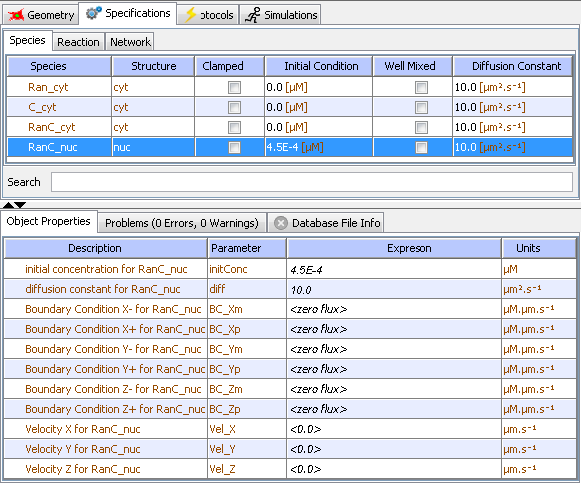 Geometry Specifications otocols Simulations
Species Reaction Network
Species Structure Clamped Initial Condition Well Mixed Diffusion Constant
Ran_cyt cyt 0.0 [µM] 10.0 [µm².s⁻¹]
C_cyt cyt 0.0 [µM] 10.0 [µm².s⁻¹]
RanC_cyt cyt 0.0 [µM] 10.0 [µm².s⁻¹]
RanC_nuc nuc 4.5E-4 [µM] 10.0 [µm².s⁻¹]
Search
Object Properties Problems (0 Errors, 0 Warnings) Database File Info
Description Parameter Expreson Units
initial concentration for RanC_nuc initConc 4.5E-4 µM
diffusion constant for RanC_nuc diff 10.0 µm².s⁻¹
Boundary Condition X- for RanC_nuc BC_Xm <zero flux> µM.µm.s⁻¹
Boundary Condition X+ for RanC_nuc BC_Xp <zero flux> µM.µm.s⁻¹
Boundary Condition Y- for RanC_nuc BC_Ym <zero flux> µM.µm.s⁻¹
Boundary Condition Y+ for RanC_nuc BC_Yp <zero flux> µM.µm.s⁻¹
Boundary Condition Z- for RanC_nuc BC_Zm <zero flux> µM.µm.s⁻¹
Boundary Condition Z+ for RanC_nuc BC_Zp <zero flux> µM.µm.s⁻¹
Velocity X for RanC_nuc Vel_X <0.0> µm.s⁻¹
Velocity Y for RanC_nuc Vel_Y <0.0> µm.s⁻¹
Velocity Z for RanC_nuc Vel_Z <0.0> µm.s⁻¹